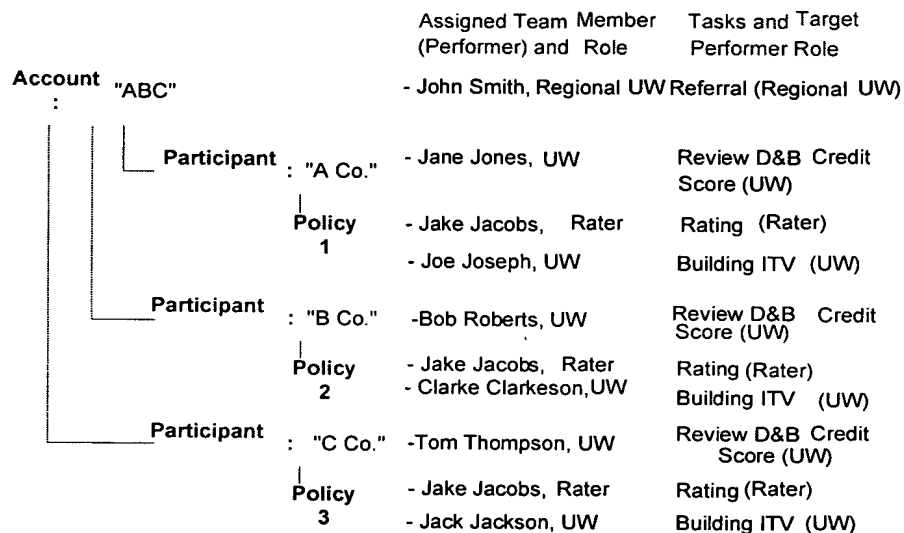 Assigned Team Member Tasks and Target
(Performer) and Role Performer Role
Account : "ABC" - John Smith, Regional UW Referral (Regional UW)
Participant : "A Co." - Jane Jones, UW Review D&B Credit
Score (UW)
Policy 1 - Jake Jacobs, Rater Rating (Rater)
- Joe Joseph, UW Building ITV (UW)
Participant : "B Co." -Bob Roberts, UW Review D&B Credit
Score (UW)
Policy 2 - Jake Jacobs, Rater Rating (Rater)
- Clarke Clarkeson,UW Building ITV (UW)
Participant : "C Co." -Tom Thompson, UW Review D&B Credit
Score (UW)
Policy 3 - Jake Jacobs, Rater Rating (Rater)
- Jack Jackson, UW Building ITV (UW)